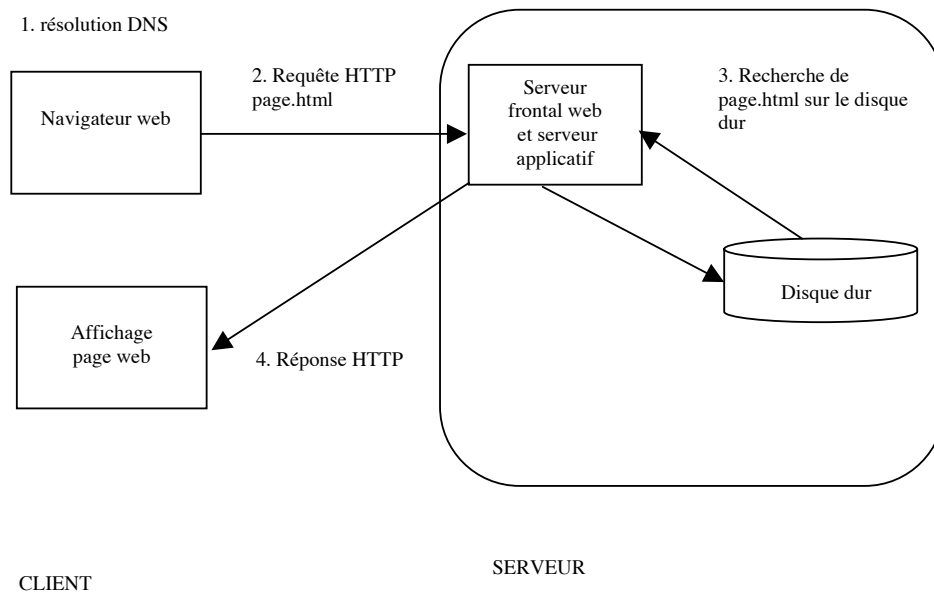 1. résolution DNS
2. Requête HTTP
page.html
Navigateur web
Serveur
frontal web
et serveur
applicatif
3. Recherche de
page.html sur le disque
dur
Disque dur
Affichage
page web
4. Réponse HTTP
CLIENT
SERVEUR